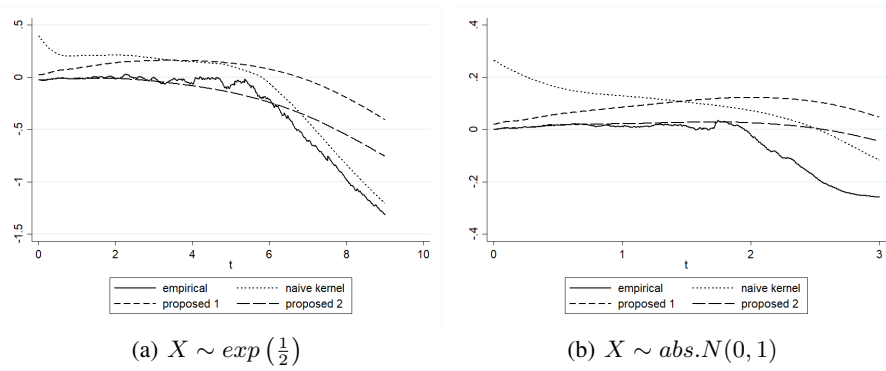 .5
0
-.5
-1
-1.5
0 2 4 6 8 10
t
empirical naive kernel
proposed 1 proposed 2
(a) X ∼ exp (1/2)
.4
.2
0
-.2
-.4
0 1 2 3
t
empirical naive kernel
proposed 1 proposed 2
(b) X ∼ abs.N(0, 1)